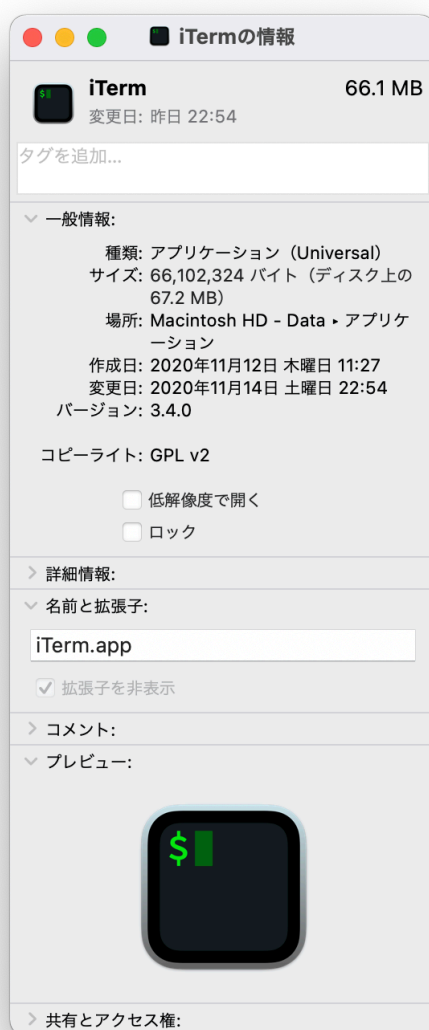 iTermの情報
iTerm 66.1 MB
変更日: 昨日 22:54
タグを追加...
一般情報:
種類: アプリケーション（Universal）
サイズ: 66,102,324 バイト（ディスク上の
67.2 MB）
場所: Macintosh HD - Data ▸ アプリケ
ーション
作成日: 2020年11月12日 木曜日 11:27
変更日: 2020年11月14日 土曜日 22:54
バージョン: 3.4.0
コピーライト: GPL v2
低解像度で開く
ロック
詳細情報:
名前と拡張子:
iTerm.app
拡張子を非表示
コメント:
プレビュー:
$
共有とアクセス権: